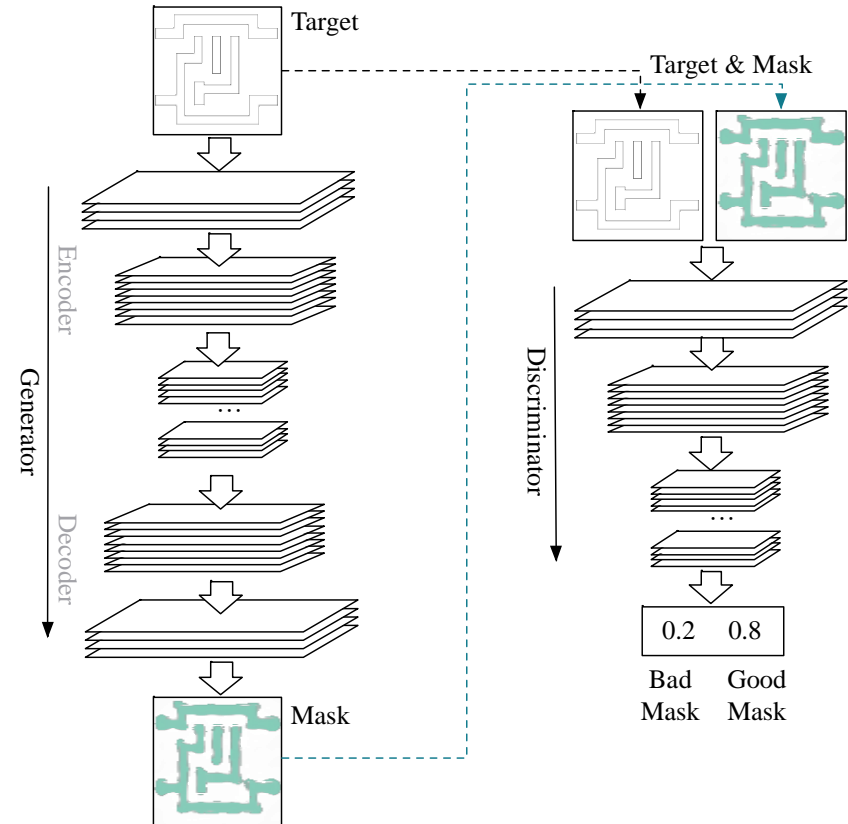 Target
Target & Mask
Encoder
Generator
Decoder
Discriminator
...
...
0.2 0.8
Bad Good
Mask Mask
Mask